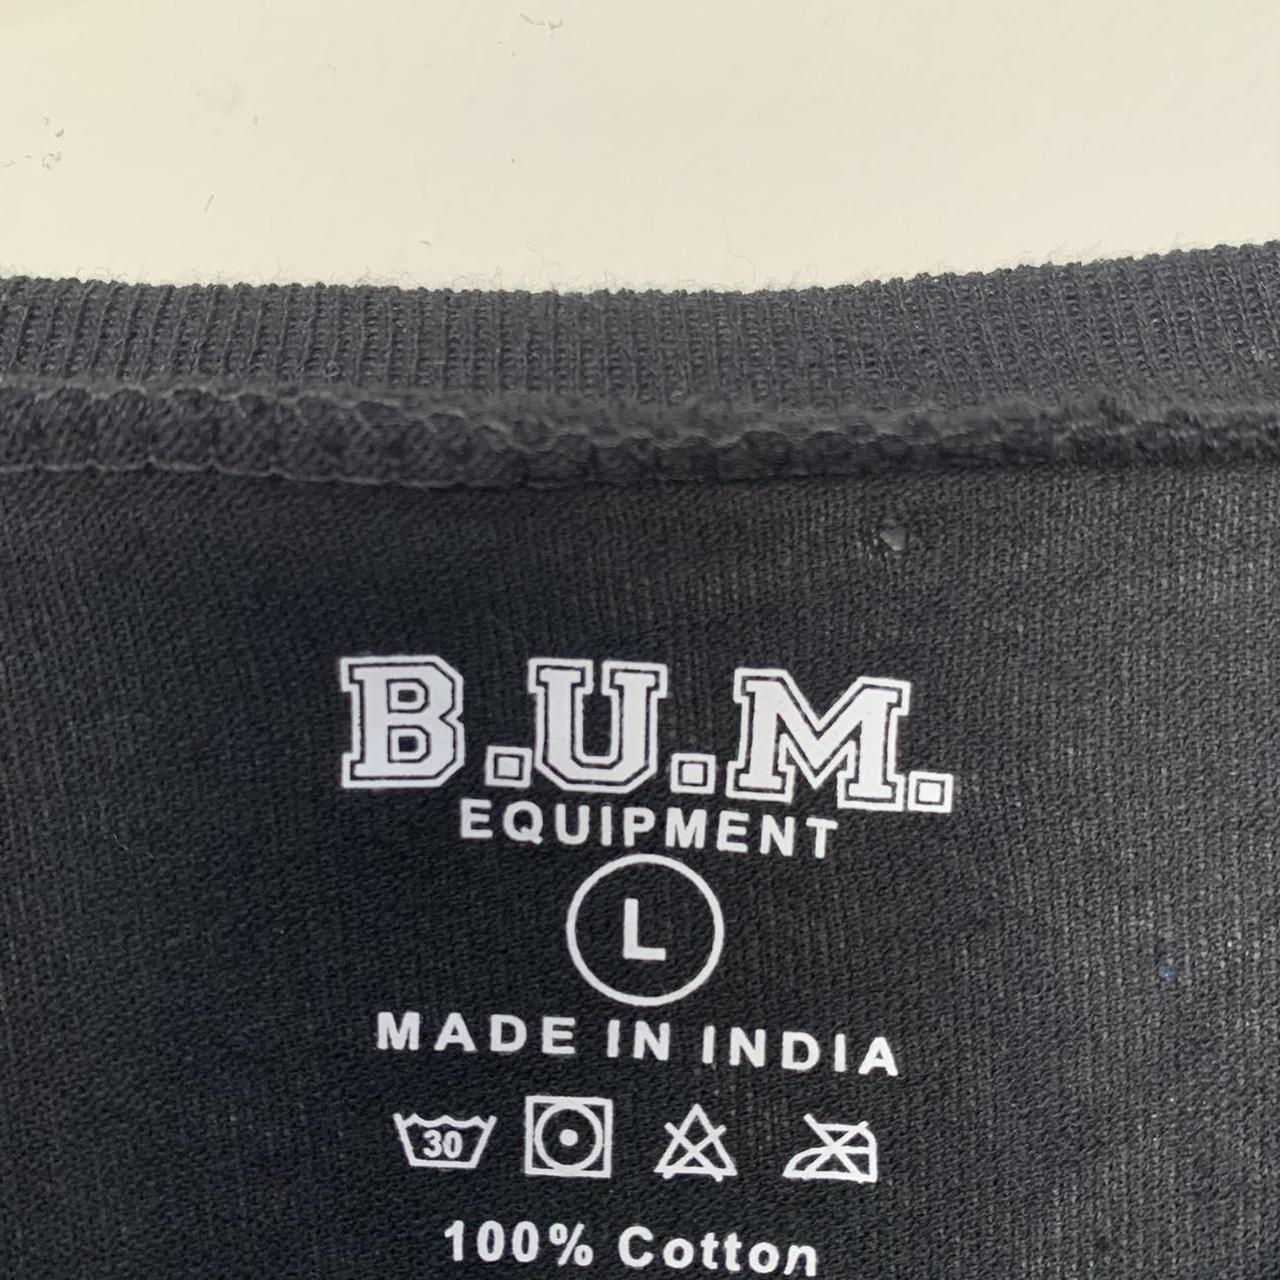 B.U.M.
EQUIPMENT
L
MADE IN INDIA
30
100% Cotton